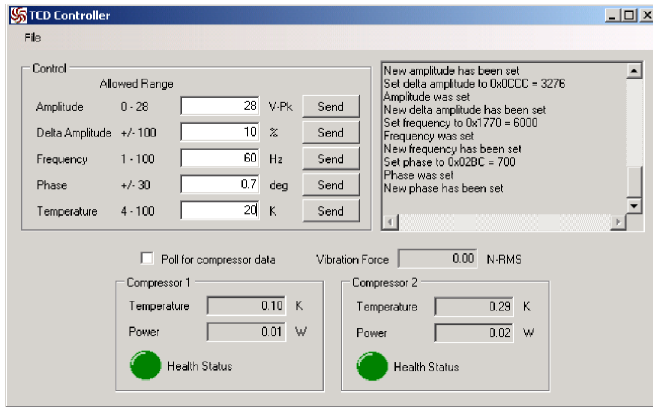 TCD Controller
File
Control
Allowed Range
Amplitude 0 - 28 28 V-Pk Send
Delta Amplitude +/- 100 10 % Send
Frequency 1 - 100 60 Hz Send
Phase +/- 30 0.7 deg Send
Temperature 4 - 100 20 K Send
New amplitude has been set
Set delta amplitude to 0x0CCC = 3276
Amplitude was set
New delta amplitude has been set
Set frequency to 0x1770 = 6000
Frequency was set
New frequency has been set
Set phase to 0x02BC = 700
Phase was set
New phase has been set
Poll for compressor data Vibration Force 0.00 N-RMS
Compressor 1
Temperature 0.10 K
Power 0.01 W
Health Status
Compressor 2
Temperature 0.29 K
Power 0.02 W
Health Status